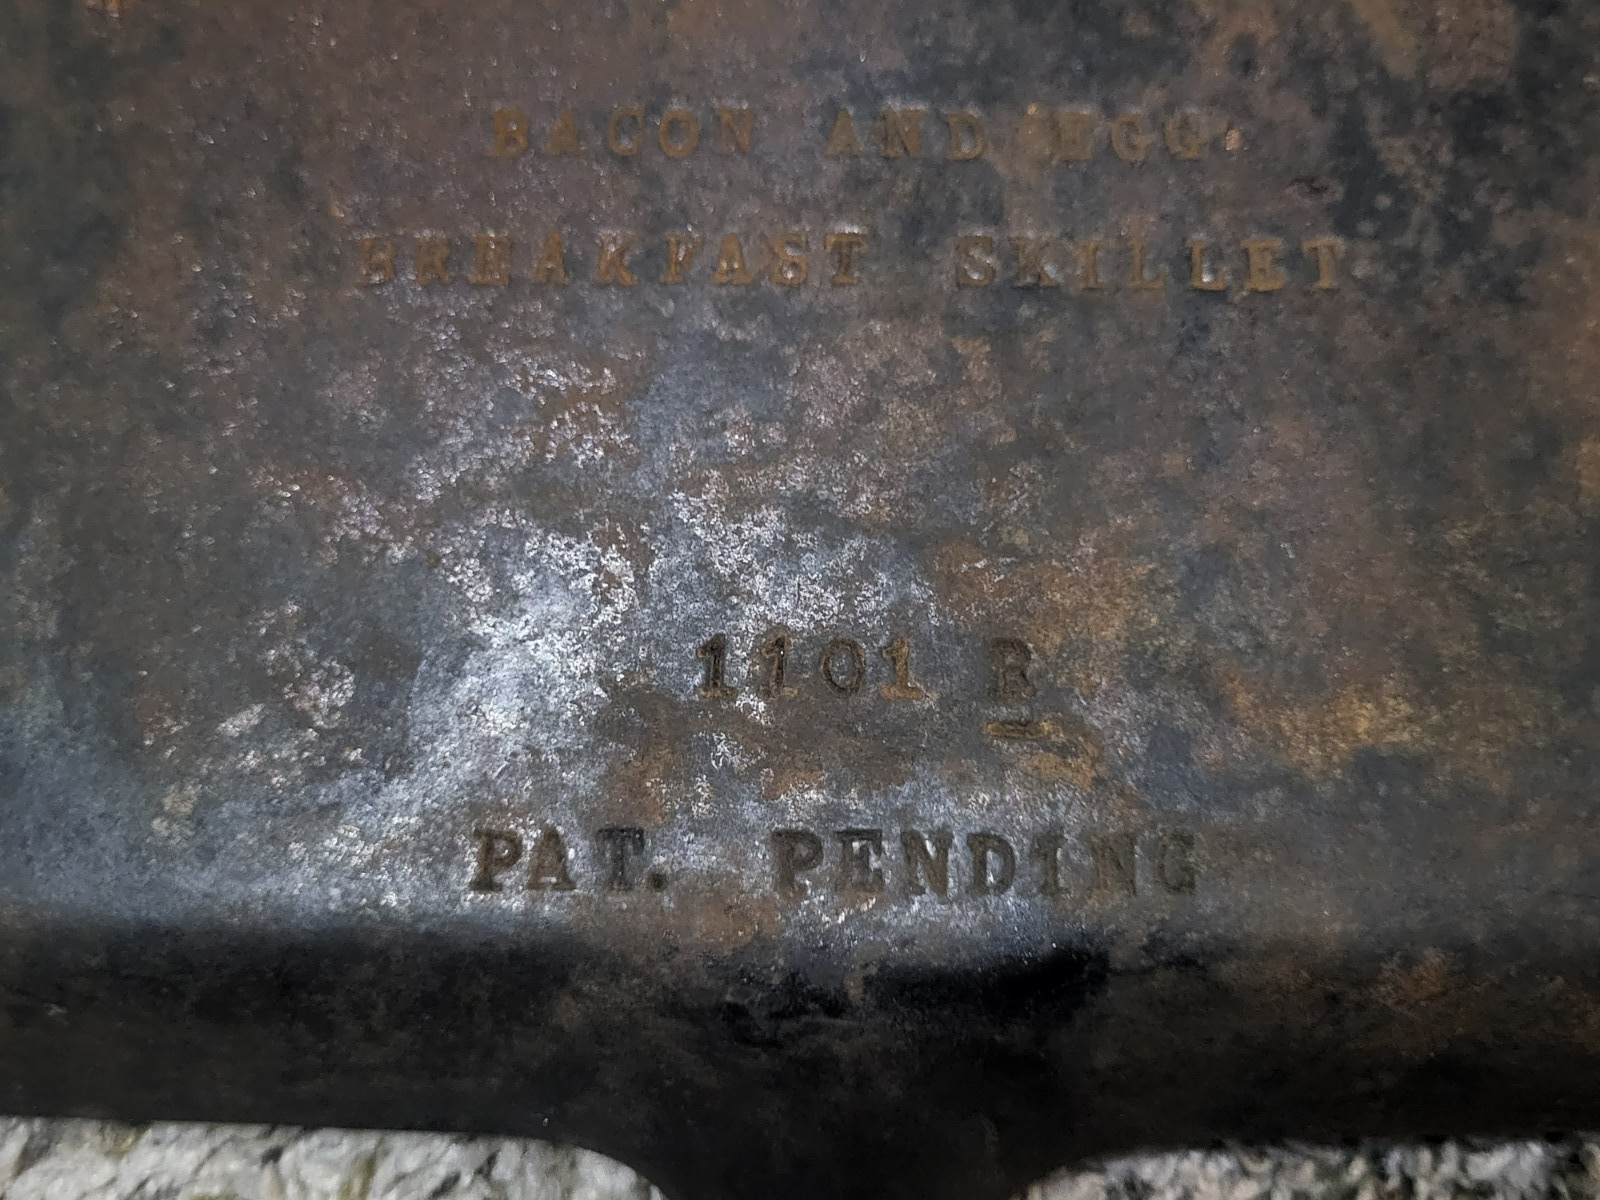 BACON AND EGG
BREAKFAST SKILLET
1101 R
PAT. PENDING